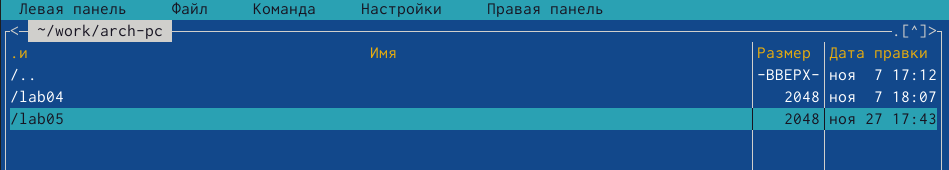 Левая панель Файл Команда Настройки Правая панель
<- ~/work/arch-pc .[^]>
.и Имя Размер Дата правки
/.. -ВВЕРХ- ноя 7 17:12
/lab04 2048 ноя 7 18:07
/lab05 2048 ноя 27 17:43